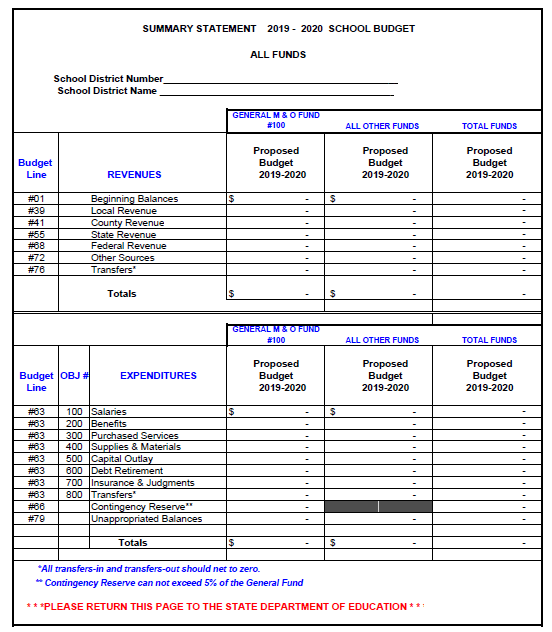 SUMMARY STATEMENT 2019 - 2020 SCHOOL BUDGET
ALL FUNDS
School District Number
School District Name
GENERAL M & O FUND
#100 ALL OTHER FUNDS TOTAL FUNDS
Proposed Proposed Proposed
Budget Budget Budget Budget
Line REVENUES 2019-2020 2019-2020 2019-2020
#01 Beginning Balances $ - $ - -
#39 Local Revenue - - -
#41 County Revenue - - -
#55 State Revenue - - -
#68 Federal Revenue - - -
#72 Other Sources - - -
#76 Transfers* - - -
Totals $ - $ - -
GENERAL M & O FUND
#100 ALL OTHER FUNDS TOTAL FUNDS
Proposed Proposed Proposed
Budget OBJ # EXPENDITURES Budget Budget Budget
Line 2019-2020 2019-2020 2019-2020
#63 100 Salaries $ - $ - -
#63 200 Benefits - - -
#63 300 Purchased Services - - -
#63 400 Supplies & Materials - - -
#63 500 Capital Outlay - - -
#63 600 Debt Retirement - - -
#63 700 Insurance & Judgments - - -
#63 800 Transfers* - - -
#66 Contingency Reserve** - -
#79 Unappropriated Balances - - -
Totals $ - $ - -
*All transfers-in and transfers-out should net to zero.
** Contingency Reserve can not exceed 5% of the General Fund
* * *PLEASE RETURN THIS PAGE TO THE STATE DEPARTMENT OF EDUCATION * * *